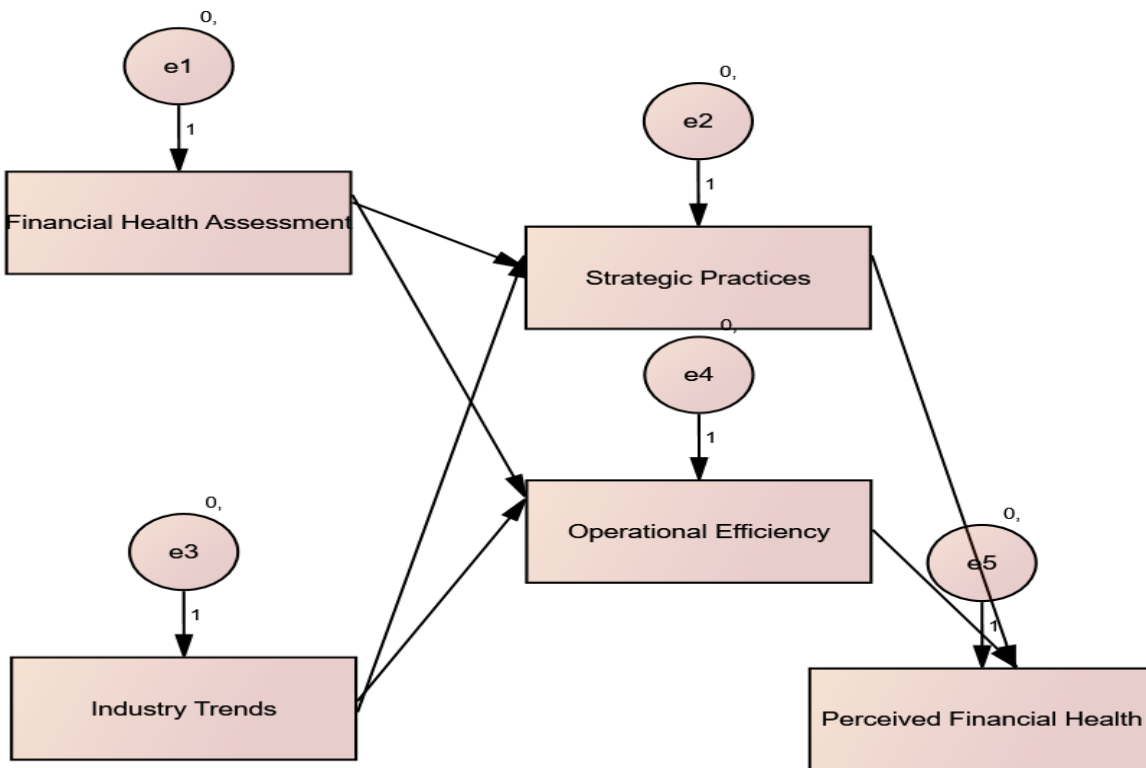 0,
e1
1
Financial Health Assessment
0,
e2
1
Strategic Practices
0,
e4
1
Operational Efficiency
0,
e3
1
Industry Trends
0,
e5
1
Perceived Financial Health